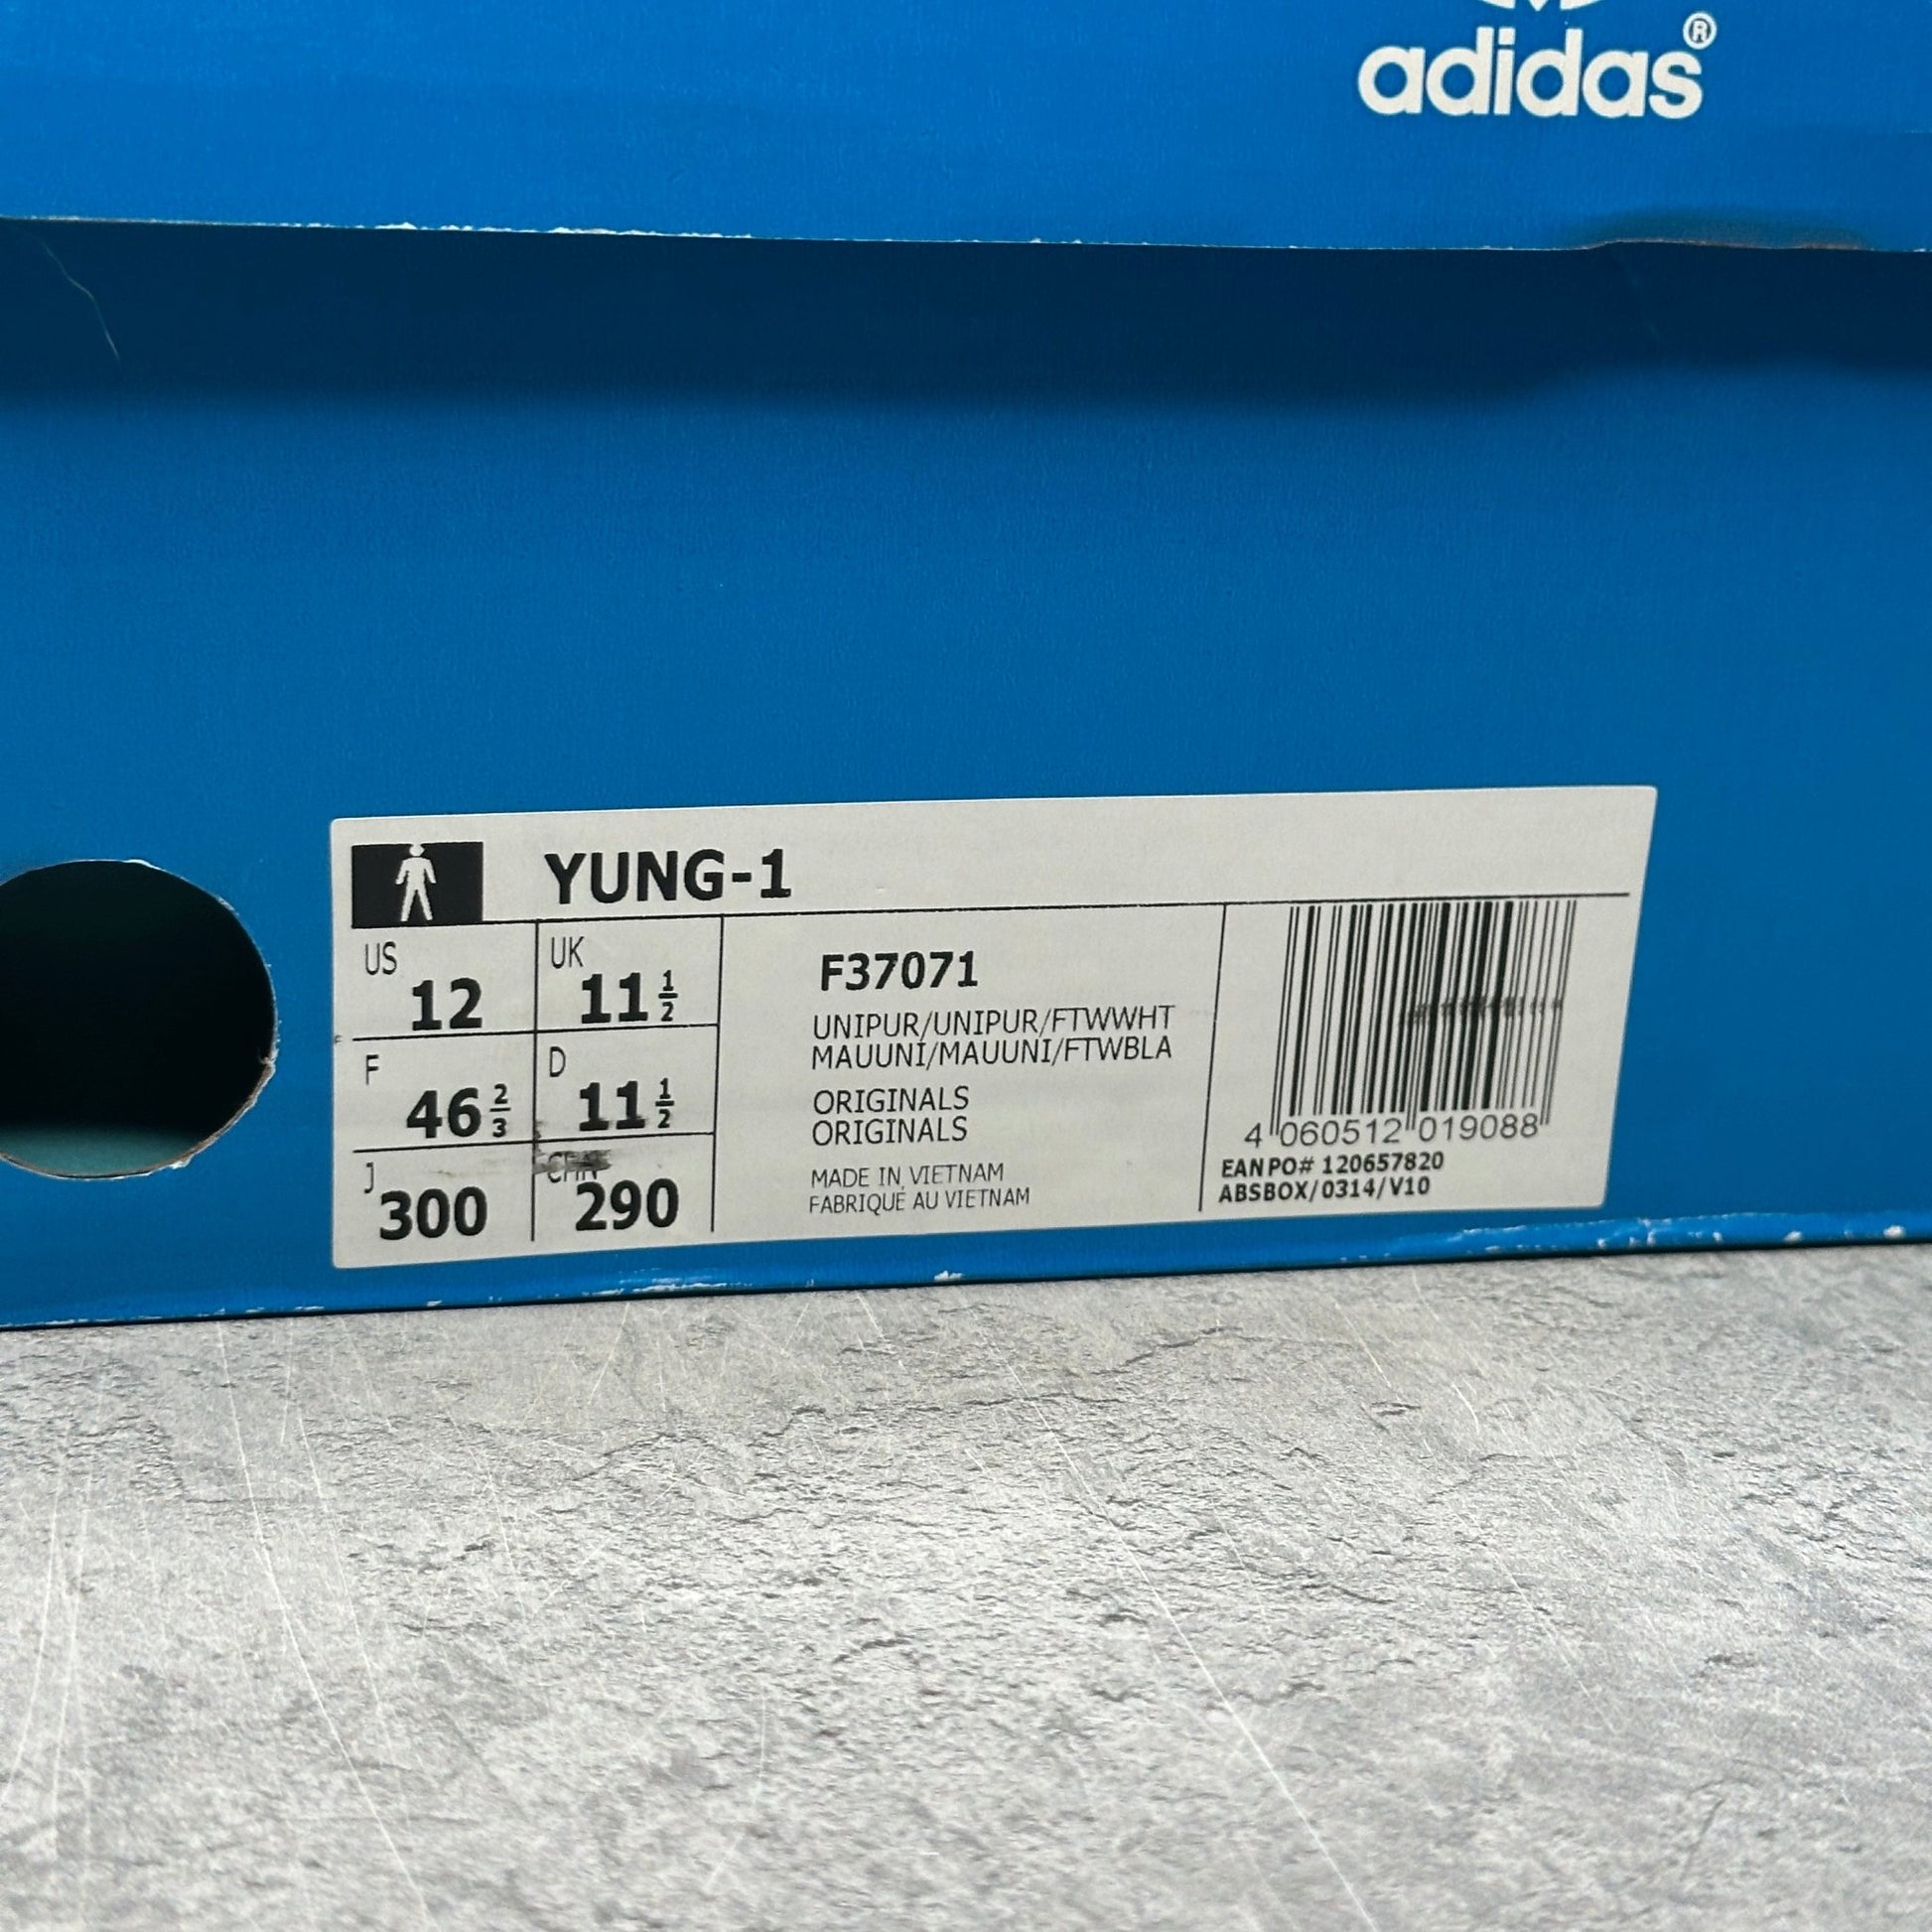 adidas®
YUNG-1
US 12
UK 11 1/2
F 46 2/3
D 11 1/2
J 300
CHN 290
F37071
UNIPUR/UNIPUR/FTWWHT
MAUUNI/MAUUNI/FTWBLA
ORIGINALS
ORIGINALS
MADE IN VIETNAM
FABRIQUÉ AU VIETNAM
4 060512 019088
EAN PO# 120657820
ABSBOX/0314/V10